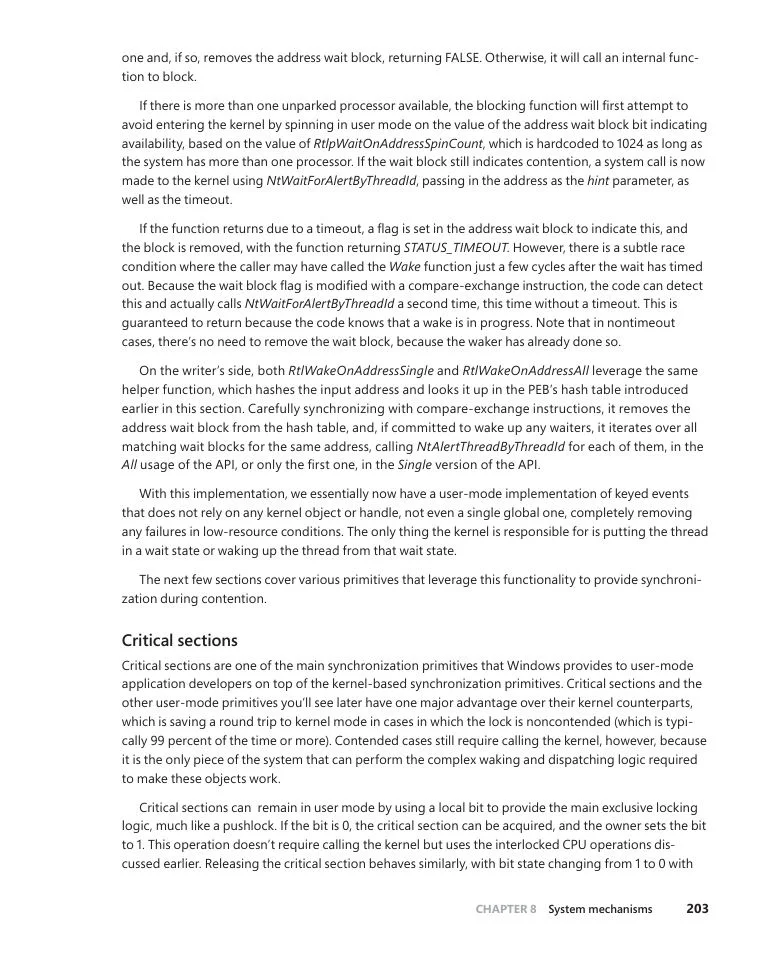 one and, if so, removes the address wait block, returning FALSE. Otherwise, it will call an internal func-
tion to block.
If there is more than one unparked processor available, the blocking function will first attempt to
avoid entering the kernel by spinning in user mode on the value of the address wait block bit indicating
availability, based on the value of RtlpWaitOnAddressSpinCount, which is hardcoded to 1024 as long as
the system has more than one processor. If the wait block still indicates contention, a system call is now
made to the kernel using NtWaitForAlertByThreadId, passing in the address as the hint parameter, as
well as the timeout.
If the function returns due to a timeout, a flag is set in the address wait block to indicate this, and
the block is removed, with the function returning STATUS_TIMEOUT. However, there is a subtle race
condition where the caller may have called the Wake function just a few cycles after the wait has timed
out. Because the wait block flag is modified with a compare-exchange instruction, the code can detect
this and actually calls NtWaitForAlertByThreadId a second time, this time without a timeout. This is
guaranteed to return because the code knows that a wake is in progress. Note that in nontimeout
cases, there's no need to remove the wait block, because the waker has already done so.
On the writer's side, both RtlWakeOnAddressSingle and RtlWakeOnAddressAll leverage the same
helper function, which hashes the input address and looks it up in the PEB's hash table introduced
earlier in this section. Carefully synchronizing with compare-exchange instructions, it removes the
address wait block from the hash table, and, if committed to wake up any waiters, it iterates over all
matching wait blocks for the same address, calling NtAlertThreadByThreadId for each of them, in the
All usage of the API, or only the first one, in the Single version of the API.
With this implementation, we essentially now have a user-mode implementation of keyed events
that does not rely on any kernel object or handle, not even a single global one, completely removing
any failures in low-resource conditions. The only thing the kernel is responsible for is putting the thread
in a wait state or waking up the thread from that wait state.
The next few sections cover various primitives that leverage this functionality to provide synchroni-
zation during contention.
Critical sections
Critical sections are one of the main synchronization primitives that Windows provides to user-mode
application developers on top of the kernel-based synchronization primitives. Critical sections and the
other user-mode primitives you'll see later have one major advantage over their kernel counterparts,
which is saving a round trip to kernel mode in cases in which the lock is noncontended (which is typi-
cally 99 percent of the time or more). Contended cases still require calling the kernel, however, because
it is the only piece of the system that can perform the complex waking and dispatching logic required
to make these objects work.
Critical sections can remain in user mode by using a local bit to provide the main exclusive locking
logic, much like a pushlock. If the bit is 0, the critical section can be acquired, and the owner sets the bit
to 1. This operation doesn't require calling the kernel but uses the interlocked CPU operations dis-
cussed earlier. Releasing the critical section behaves similarly, with bit state changing from 1 to 0 with
CHAPTER 8 System mechanisms 203